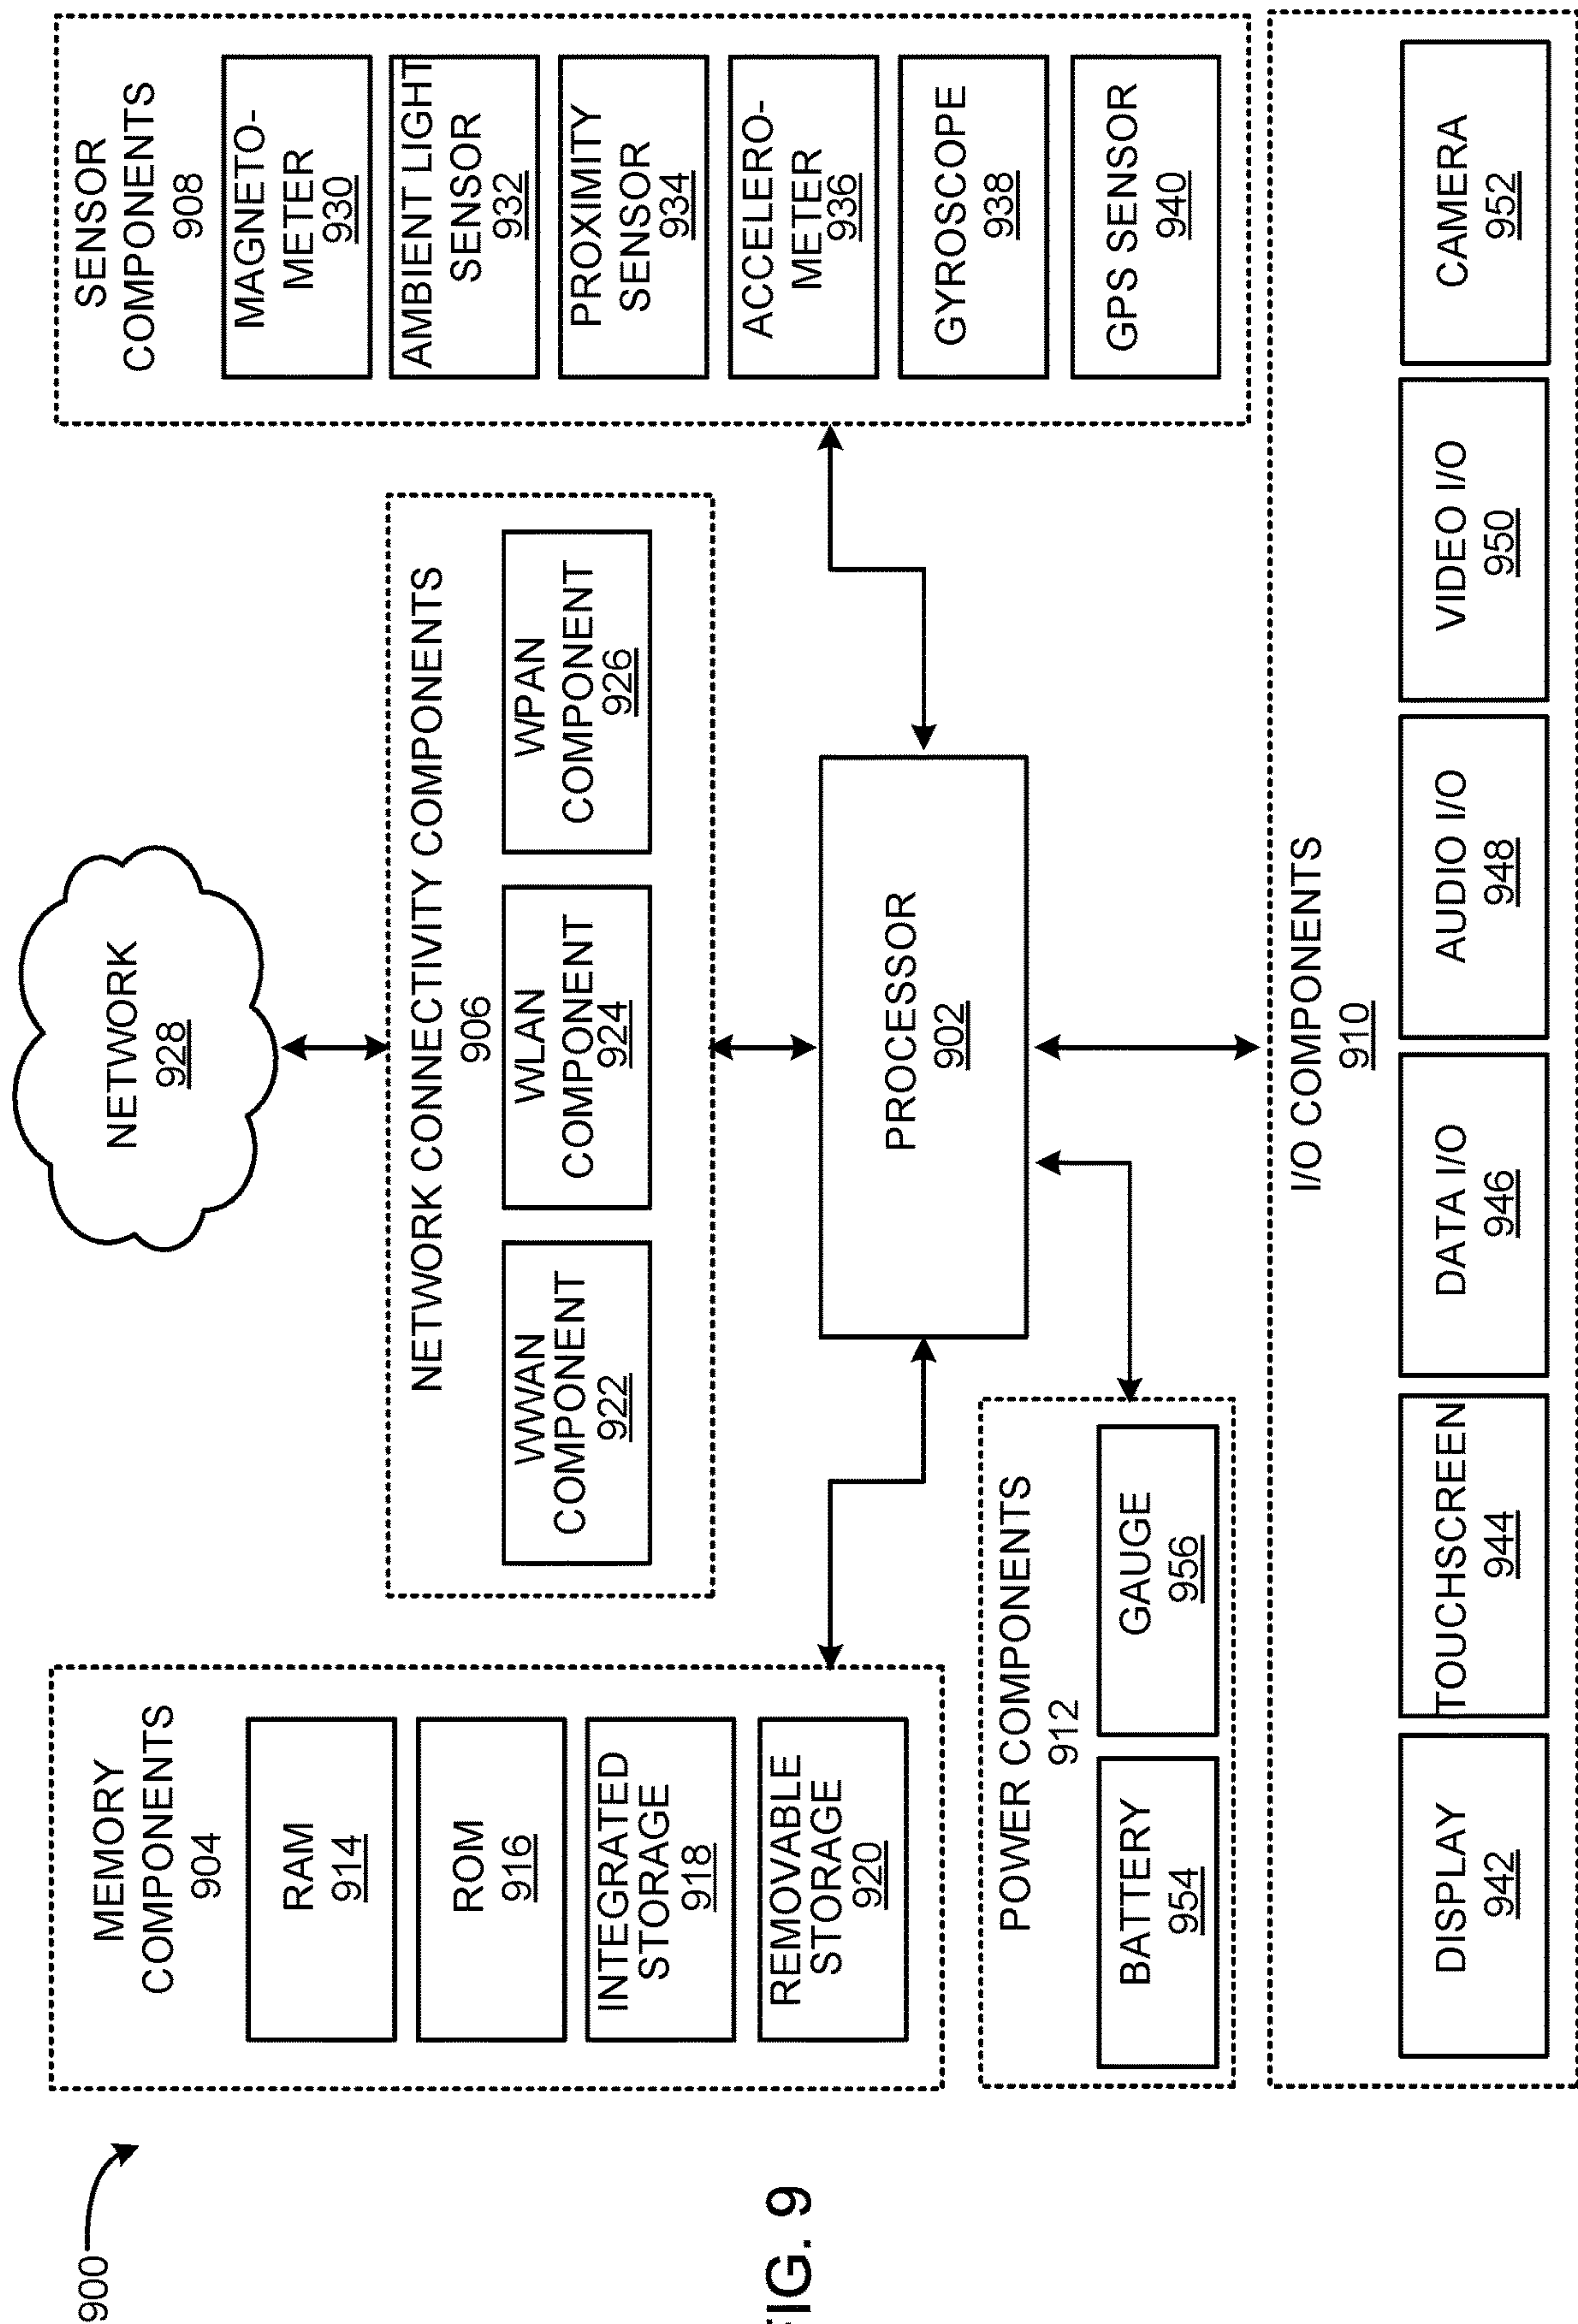 900
MEMORY
COMPONENTS
904
RAM
914
ROM
916
INTEGRATED
STORAGE
918
REMOVABLE
STORAGE
920
NETWORK
928
NETWORK CONNECTIVITY COMPONENTS
906
WWAN
COMPONENT
922
WLAN
COMPONENT
924
WPAN
COMPONENT
926
SENSOR
COMPONENTS
908
MAGNETO-
METER
930
AMBIENT LIGHT
SENSOR
932
PROXIMITY
SENSOR
934
ACCELERO-
METER
936
GYROSCOPE
938
GPS SENSOR
940
PROCESSOR
902
POWER COMPONENTS
912
BATTERY
954
GAUGE
956
I/O COMPONENTS
910
DISPLAY
942
TOUCHSCREEN
944
DATA I/O
946
AUDIO I/O
948
VIDEO I/O
950
CAMERA
952
FIG. 9